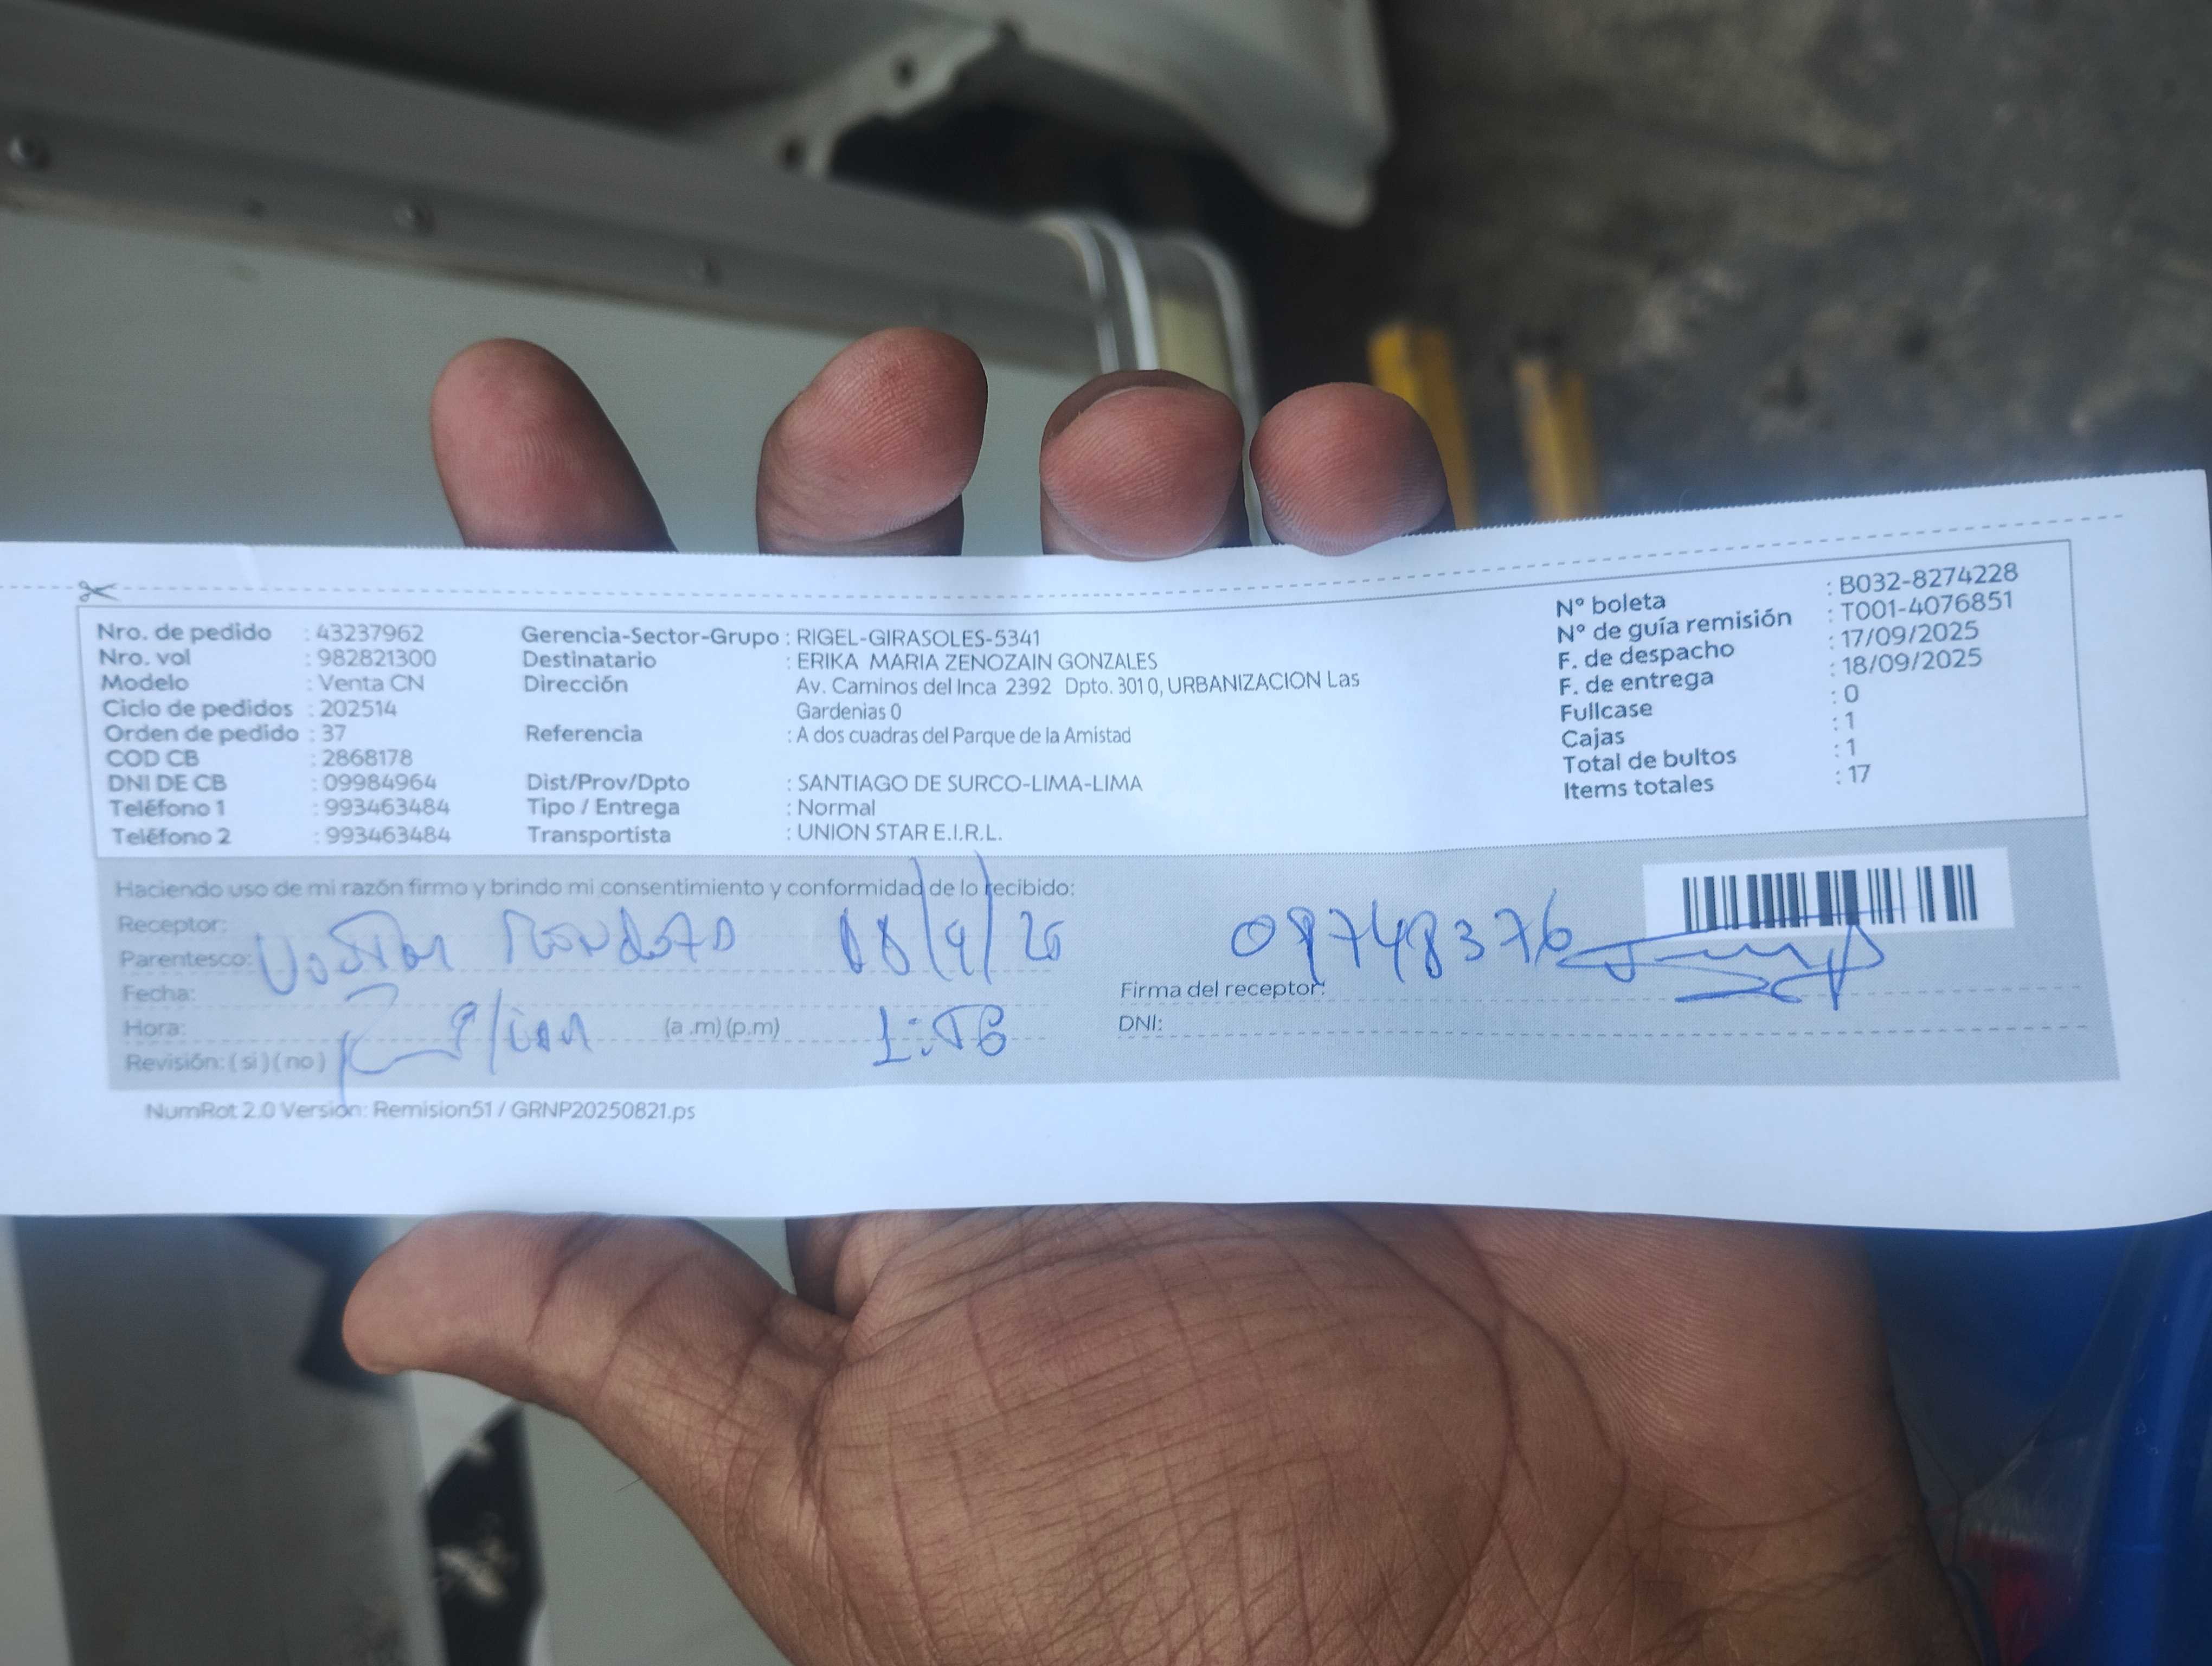 Nro. de pedido : 43237962
Nro. vol : 982821300
Modelo : Venta CN
Ciclo de pedidos : 202514
Orden de pedido : 37
COD CB : 2868178
DNI DE CB : 09984964
Teléfono 1 : 993463484
Teléfono 2 : 993463484
Gerencia-Sector-Grupo : RIGEL-GIRASOLES-5341
Destinatario : ERIKA MARIA ZENOZAIN GONZALES
Dirección Av. Caminos del Inca 2392 Dpto. 3010, URBANIZACION Las
Gardenias 0
Referencia : A dos cuadras del Parque de la Amistad
Dist/Prov/Dpto : SANTIAGO DE SURCO-LIMA-LIMA
Tipo / Entrega : Normal
Transportista : UNION STAR E.I.R.L.
N° boleta : B032-8274228
N° de guía remisión : T001-4076851
F. de despacho : 17/09/2025
F. de entrega : 18/09/2025
Fullcase : 0
Cajas : 1
Total de bultos : 1
Items totales : 17
Haciendo uso de mi razón firmo y brindo mi consentimiento y conformidad de lo recibido:
Receptor:
Parentesco:
Fecha:
Hora: (a .m) (p.m)
Revisión: ( si ) ( no )
09748376
Firma del receptor:
DNI:
NumRot 2.0 Version: Remision51 / GRNP20250821.ps